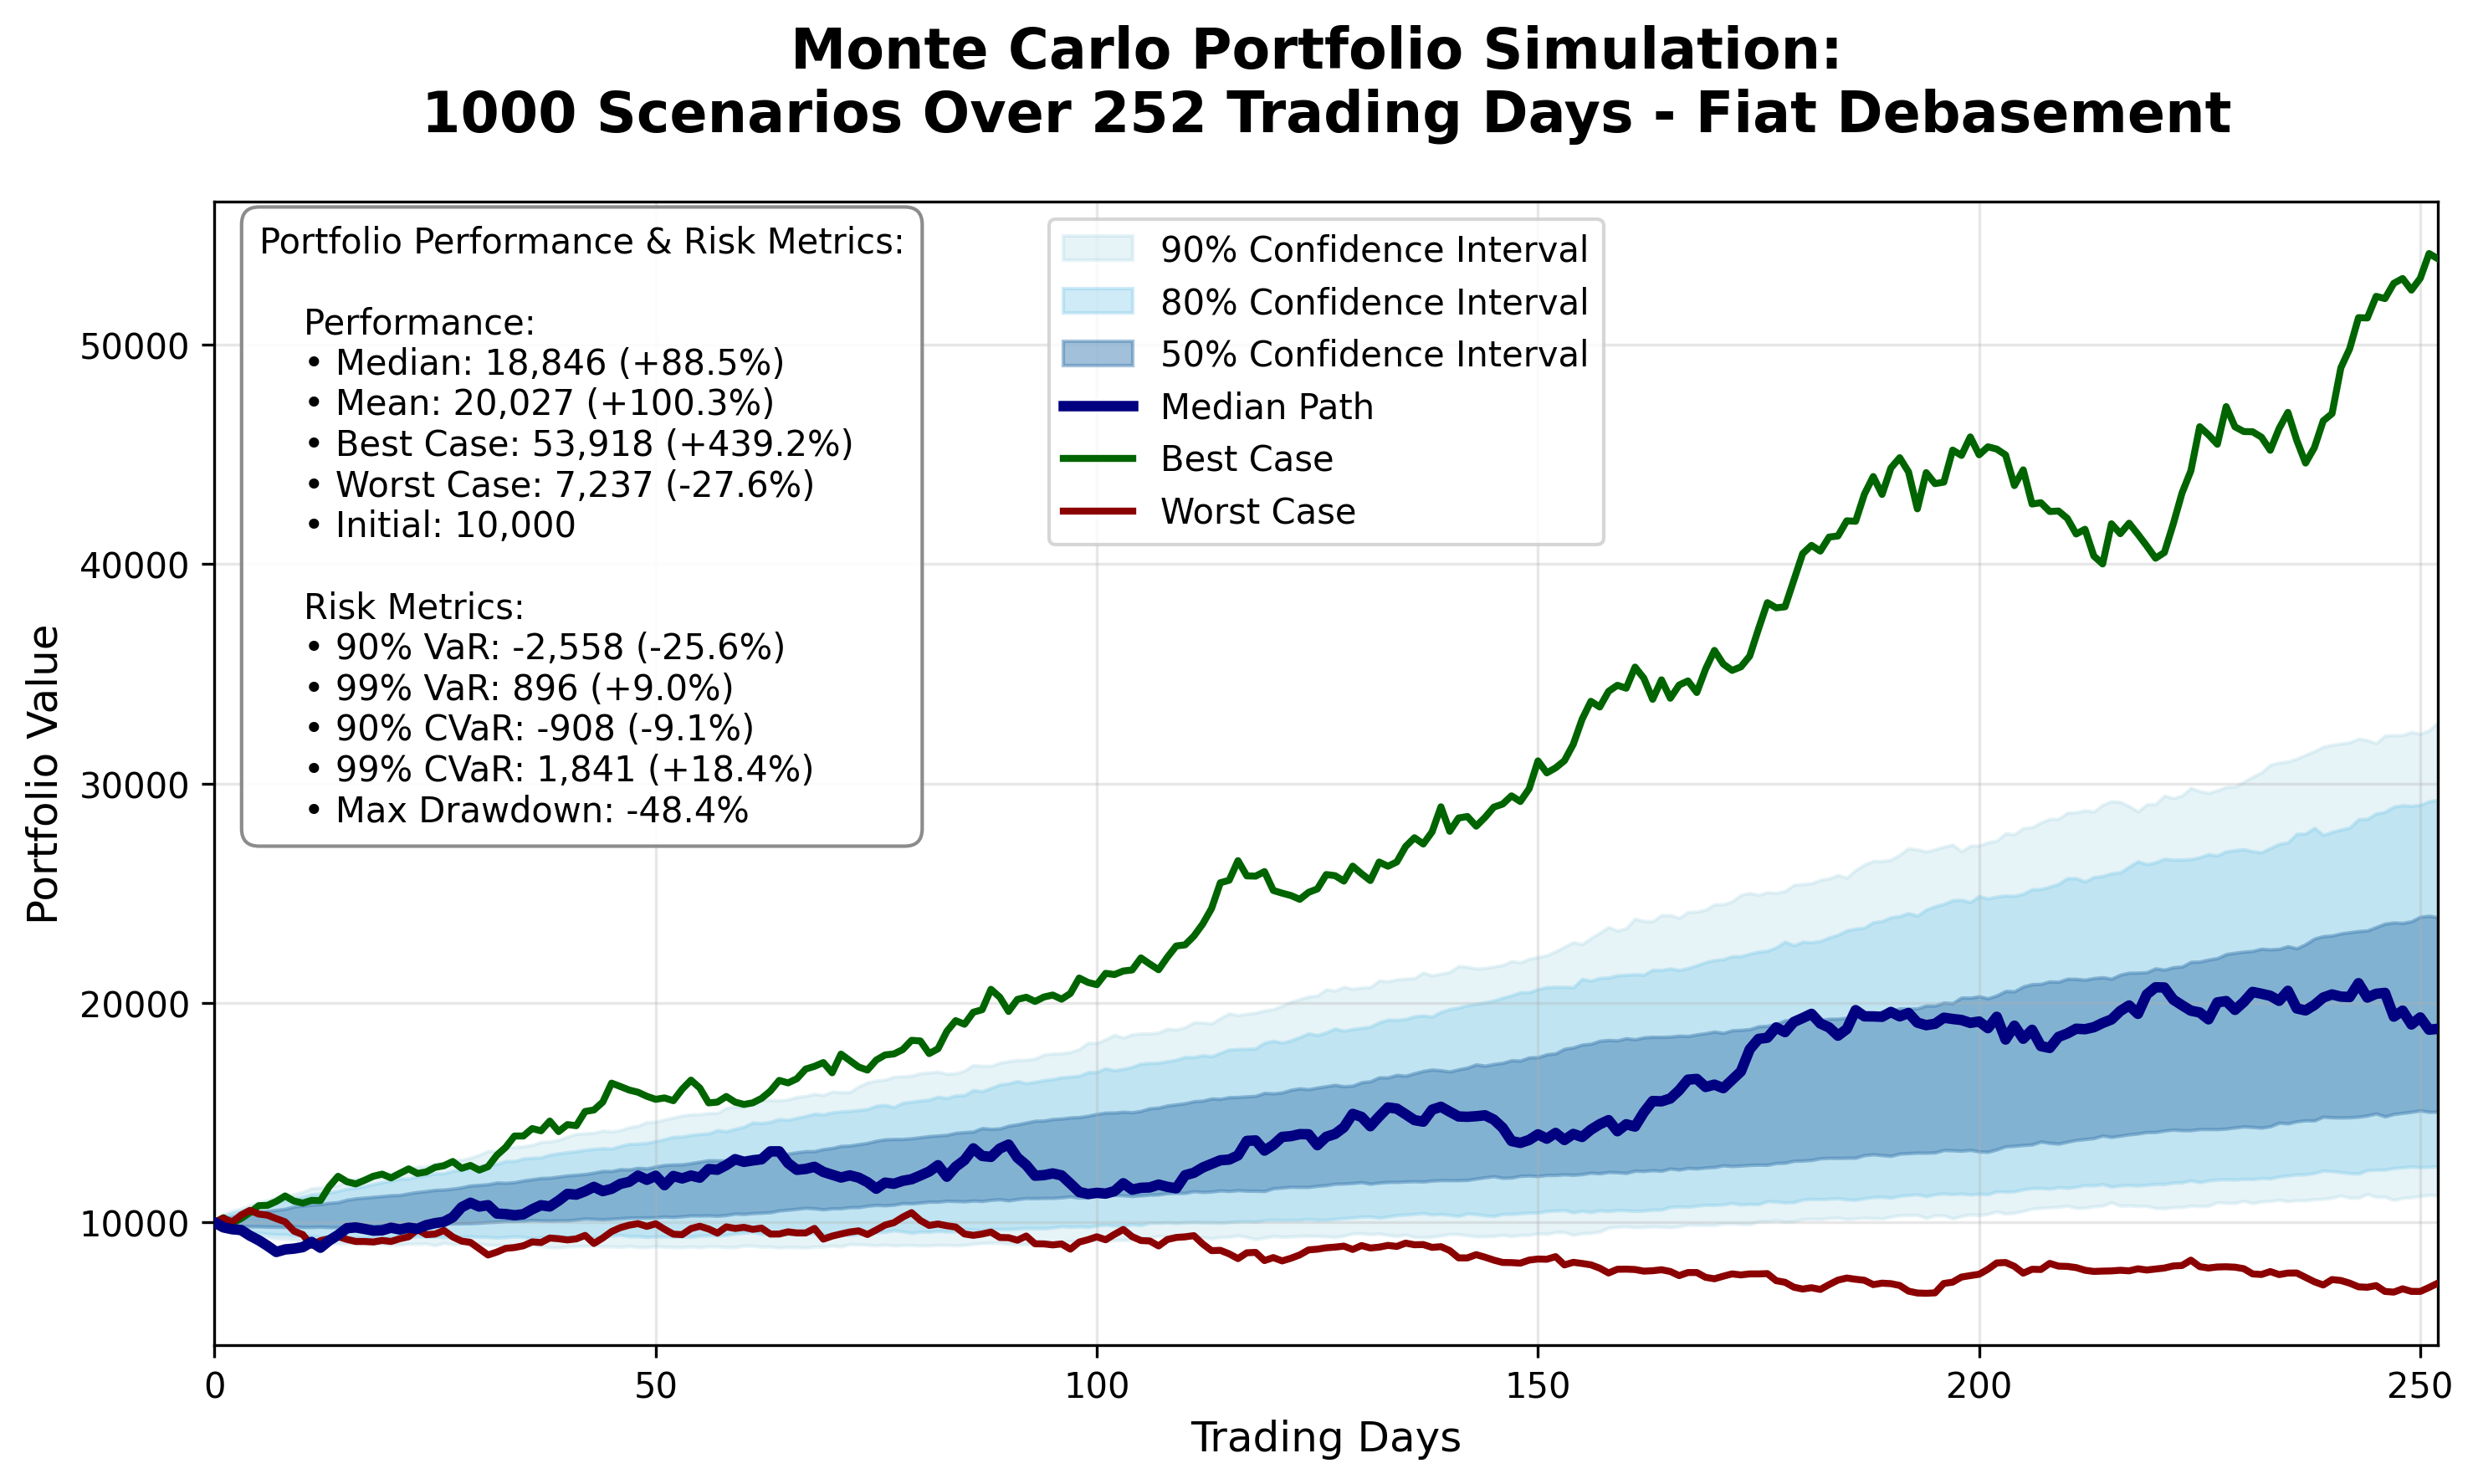 Monte Carlo Portfolio Simulation:
1000 Scenarios Over 252 Trading Days - Fiat Debasement
Portfolio Performance & Risk Metrics:
Performance:
• Median: 18,846 (+88.5%)
• Mean: 20,027 (+100.3%)
• Best Case: 53,918 (+439.2%)
• Worst Case: 7,237 (-27.6%)
• Initial: 10,000
Risk Metrics:
• 90% VaR: -2,558 (-25.6%)
• 99% VaR: 896 (+9.0%)
• 90% CVaR: -908 (-9.1%)
• 99% CVaR: 1,841 (+18.4%)
• Max Drawdown: -48.4%
90% Confidence Interval
80% Confidence Interval
50% Confidence Interval
Median Path
Best Case
Worst Case
Portfolio Value
50000
40000
30000
20000
10000
0 50 100 150 200 250
Trading Days